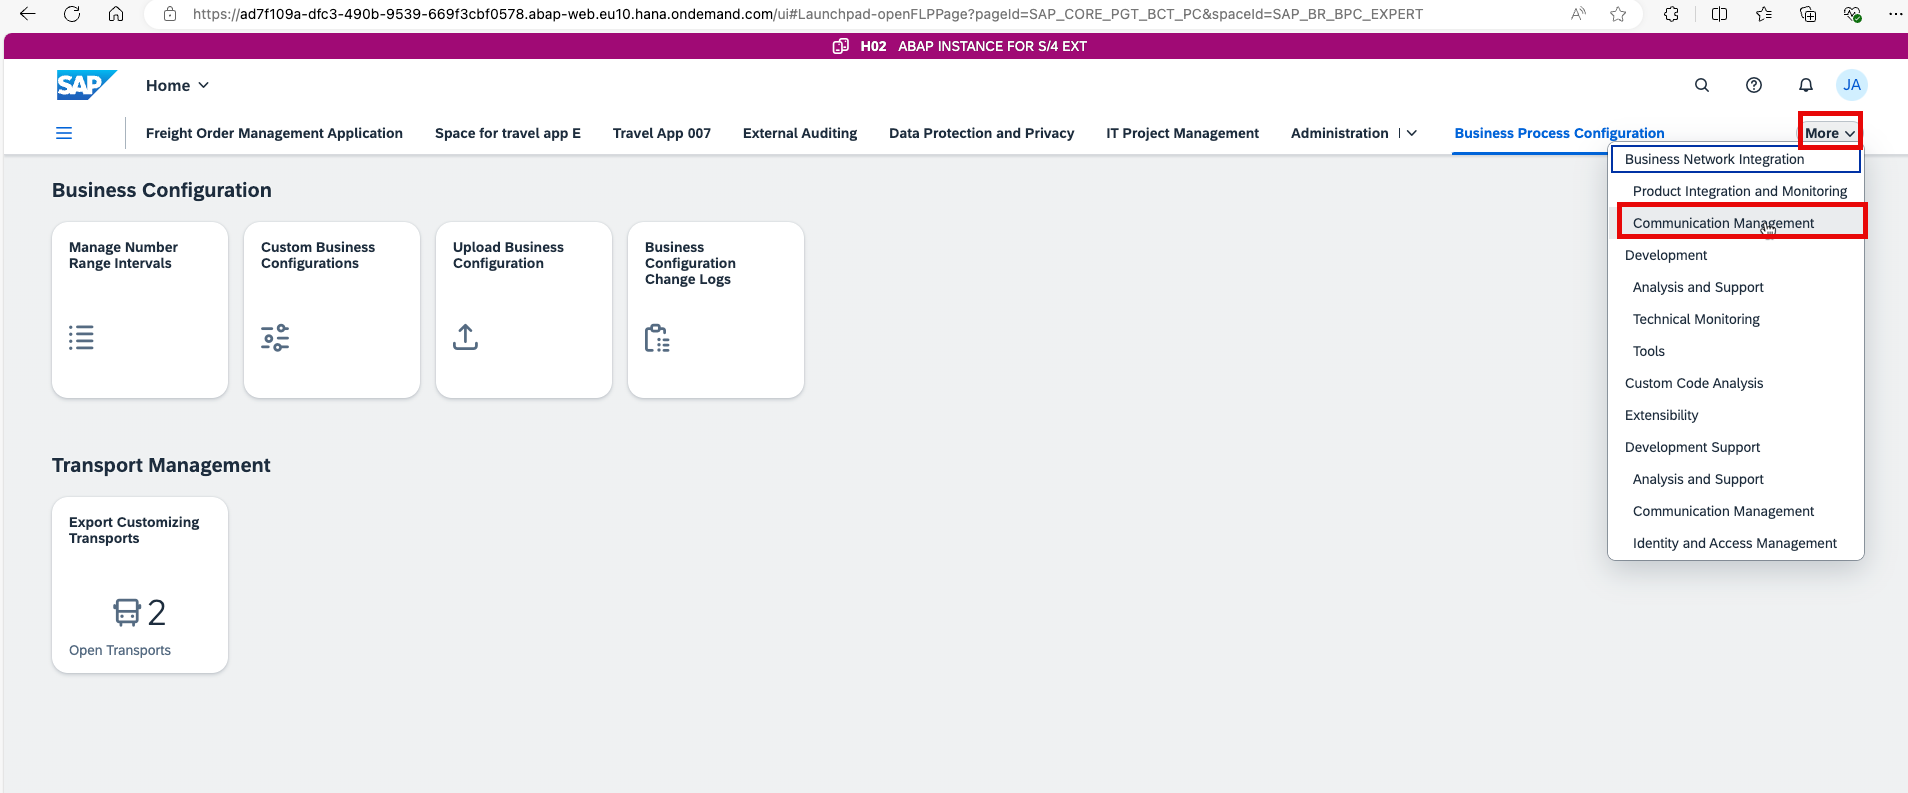 https://ad7f109a-dfc3-490b-9539-669f3cbf0578.abap-web.eu10.hana.ondemand.com/ui#Launchpad-openFLPPage?pageId=SAP_CORE_PGT_BCT_PC&spaceId=SAP_BR_BPC_EXPERT
H02 ABAP INSTANCE FOR S/4 EXT
SAP Home JA
Freight Order Management Application Space for travel app E Travel App 007 External Auditing Data Protection and Privacy IT Project Management Administration Business Process Configuration More
Business Network Integration
Product Integration and Monitoring
Communication Management
Development
Analysis and Support
Technical Monitoring
Tools
Custom Code Analysis
Extensibility
Development Support
Analysis and Support
Communication Management
Identity and Access Management
Business Configuration
Manage Number
Range Intervals
Custom Business
Configurations
Upload Business
Configuration
Business
Configuration
Change Logs
Transport Management
Export Customizing
Transports
2
Open Transports